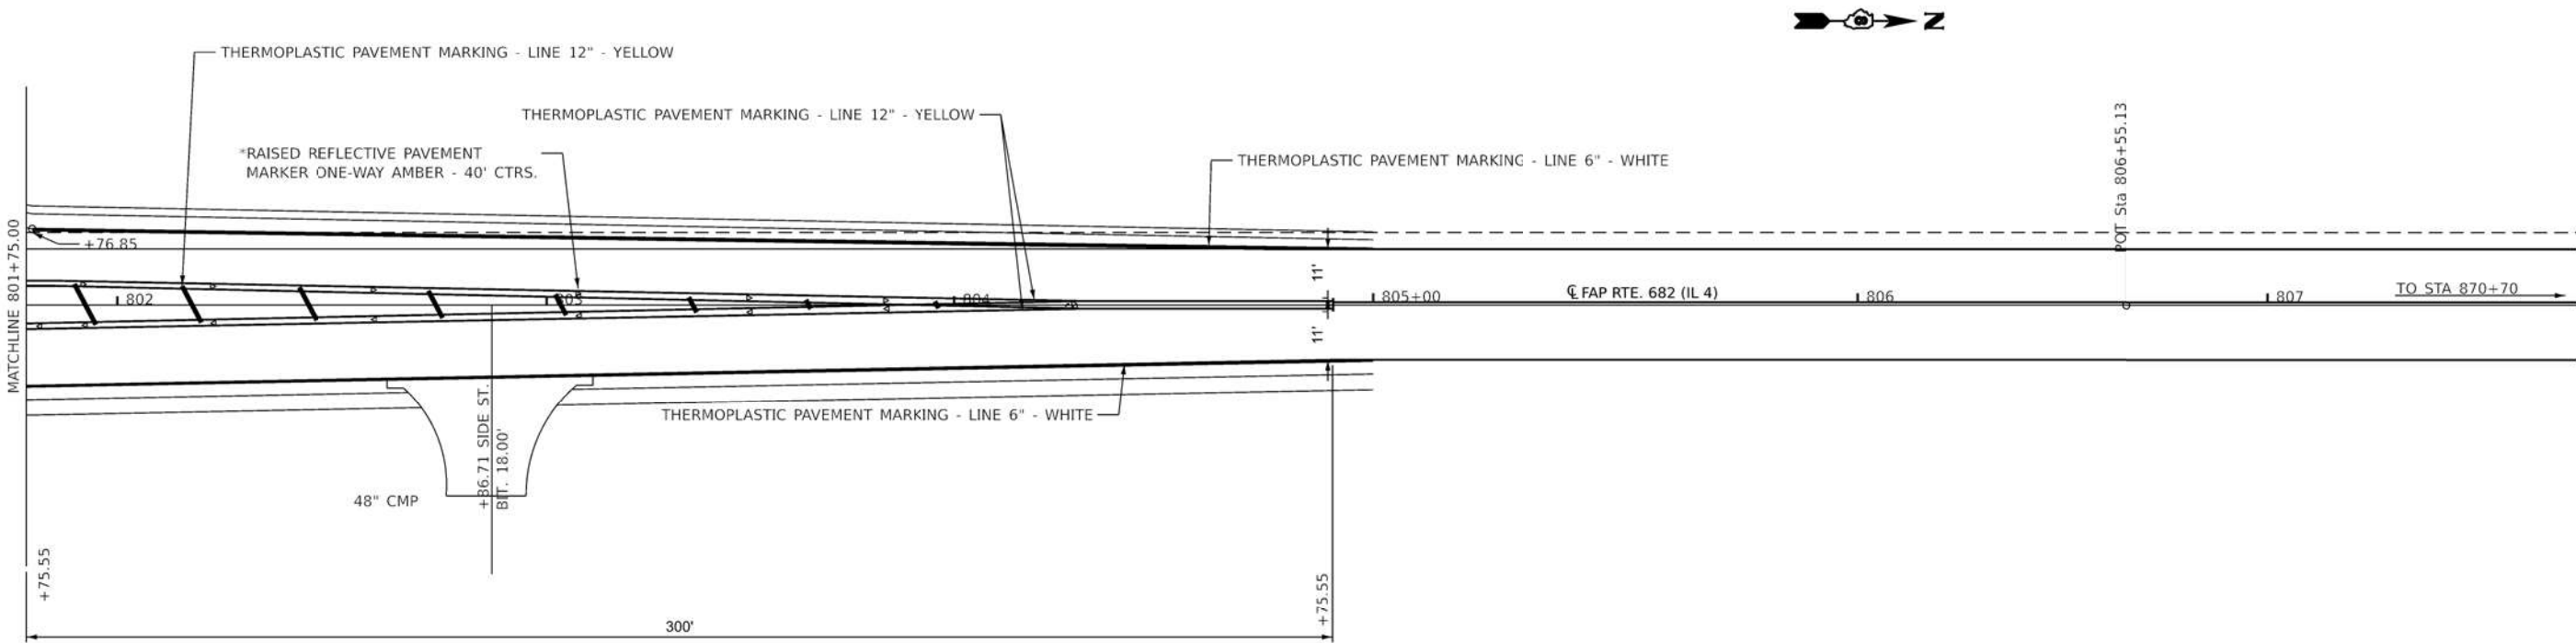 N
THERMOPLASTIC PAVEMENT MARKING - LINE 12" - YELLOW
THERMOPLASTIC PAVEMENT MARKING - LINE 12" - YELLOW
*RAISED REFLECTIVE PAVEMENT
MARKER ONE-WAY AMBER - 40' CTRS.
THERMOPLASTIC PAVEMENT MARKING - LINE 6" - WHITE
POT Sta 806+55.13
MATCHLINE 801+75.00
+76.85
802
803
804
11'
11'
805+00
℄ FAP RTE. 682 (IL 4)
806
807
TO STA 870+70
THERMOPLASTIC PAVEMENT MARKING - LINE 6" - WHITE
+86.71 SIDE ST.
BIT. 18.00'
48" CMP
+75.55
+75.55
300'